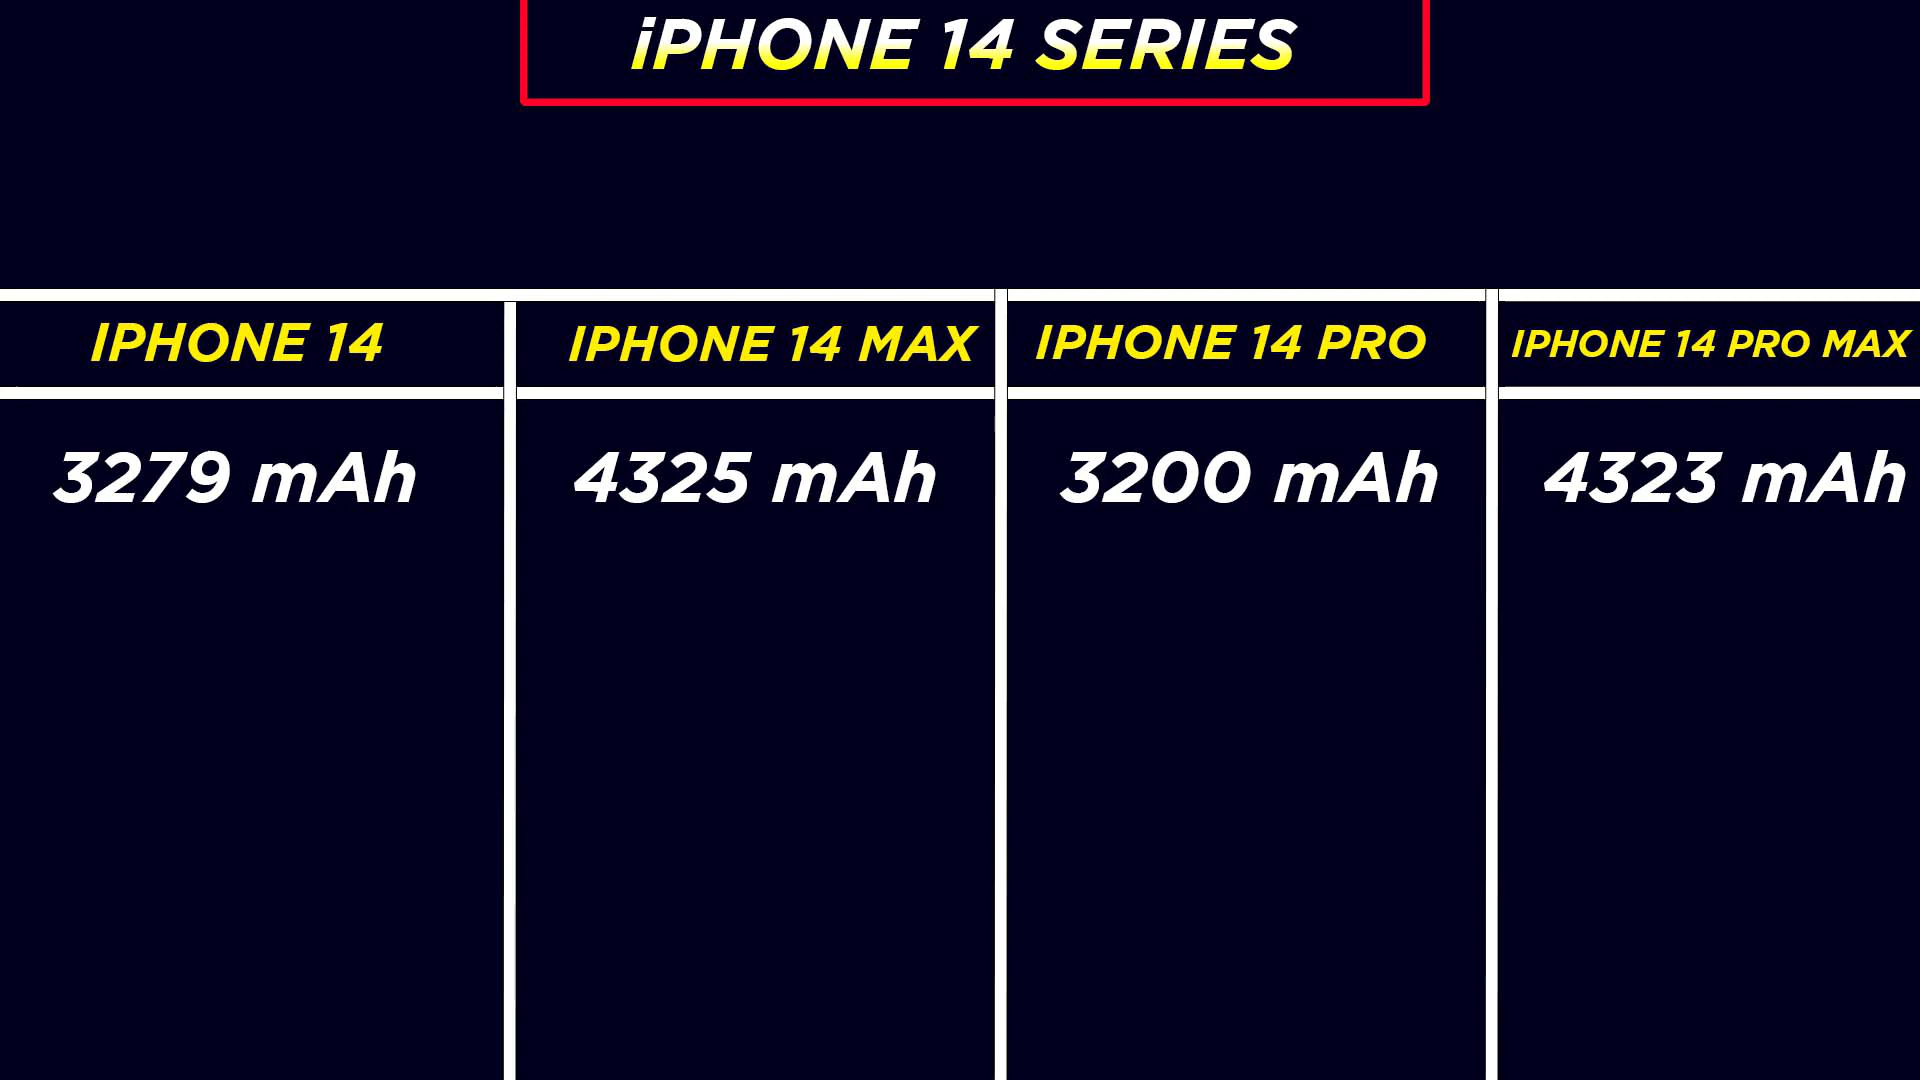 iPHONE 14 SERIES
IPHONE 14 IPHONE 14 MAX IPHONE 14 PRO IPHONE 14 PRO MAX
3279 mAh 4325 mAh 3200 mAh 4323 mAh